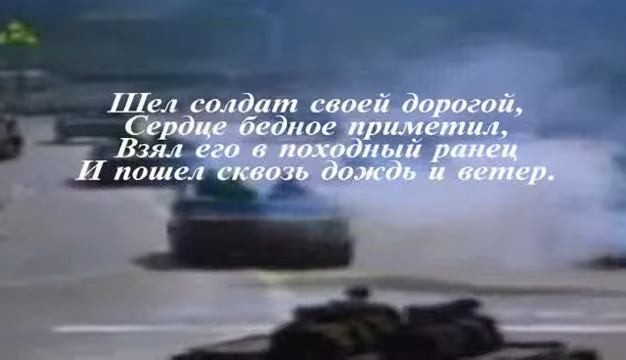 Шел солдат своей дорогой,
Сердце бедное приметил,
Взял его в походный ранец
И пошел сквозь дождь и ветер.